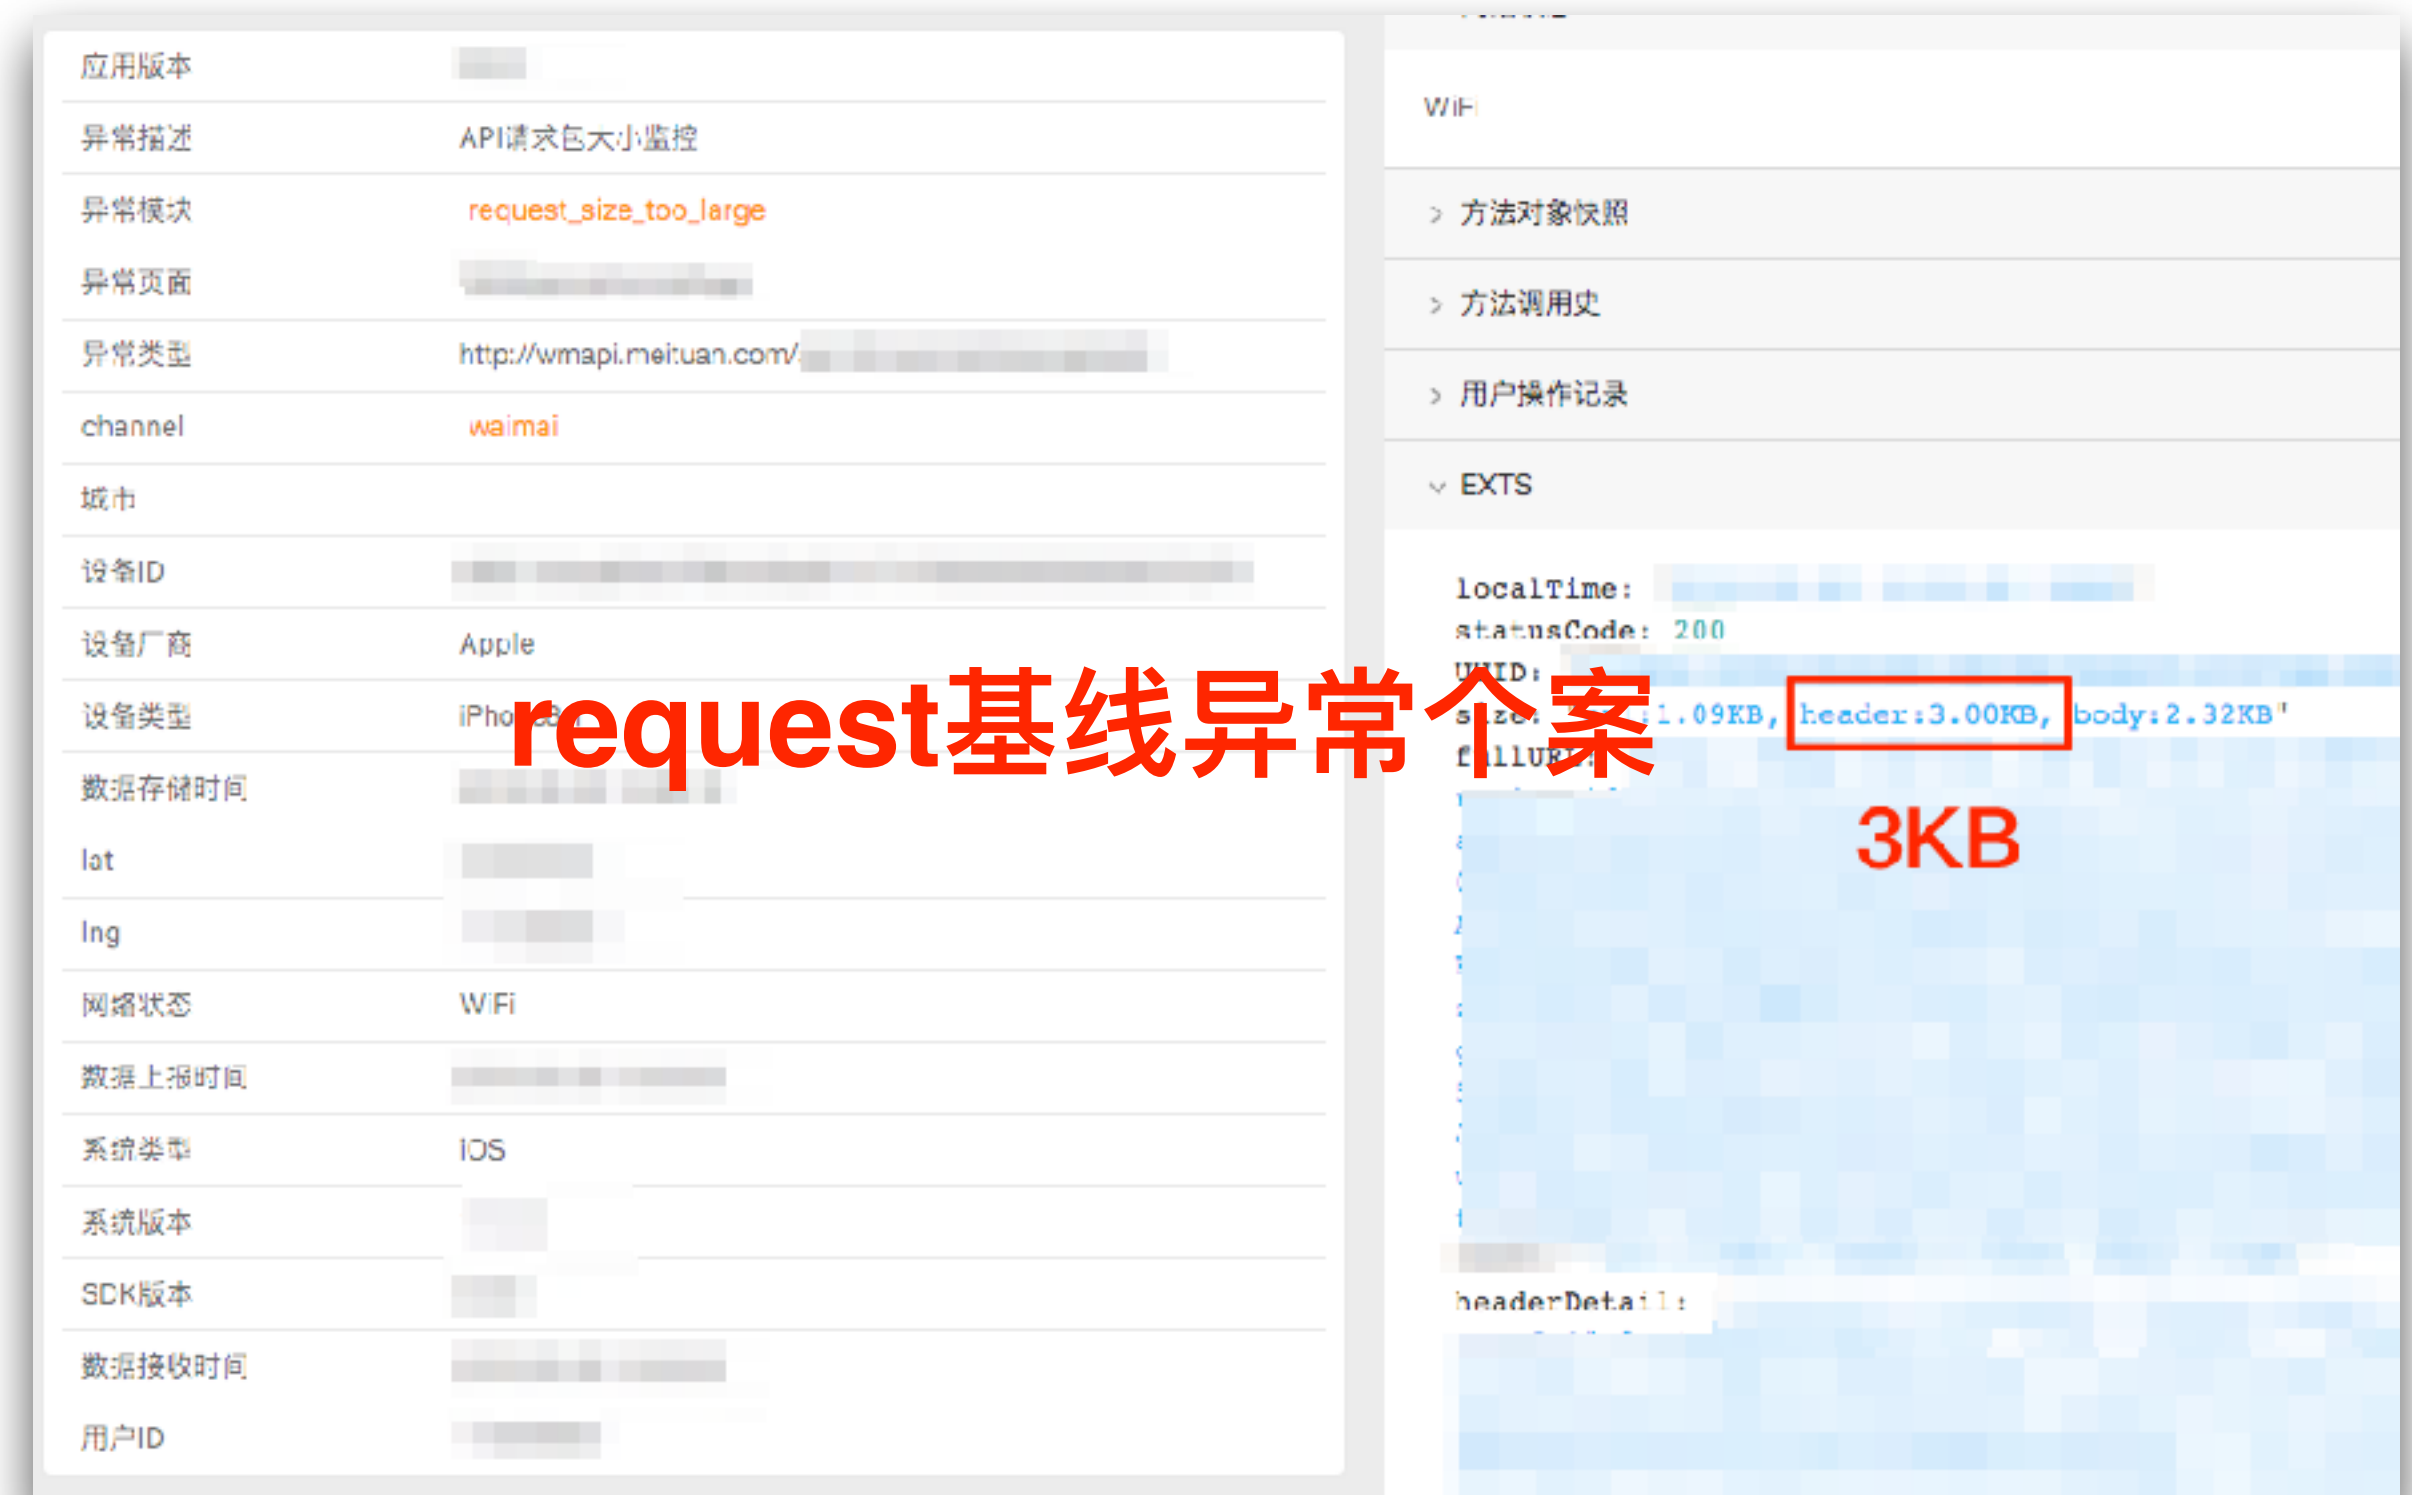 应用版本
异常描述 API请求包大小监控
异常模块 request_size_too_large
异常页面
异常类型 http://wmapi.meituan.com/
channel waimai
城市
设备ID
设备厂商 Apple
设备类型
数据存储时间
lat
lng
网络状态 WiFi
数据上报时间
系统类型 iOS
系统版本
SDK版本
数据接收时间
用户ID
request基线异常个案
WiFi
方法对象快照
方法调用史
用户操作记录
EXTS
localTime:
statusCode: 200
UUID:
size: :1.09KB, header:3.00KB, body:2.32KB"
fullURL:
3KB
headerDetail: